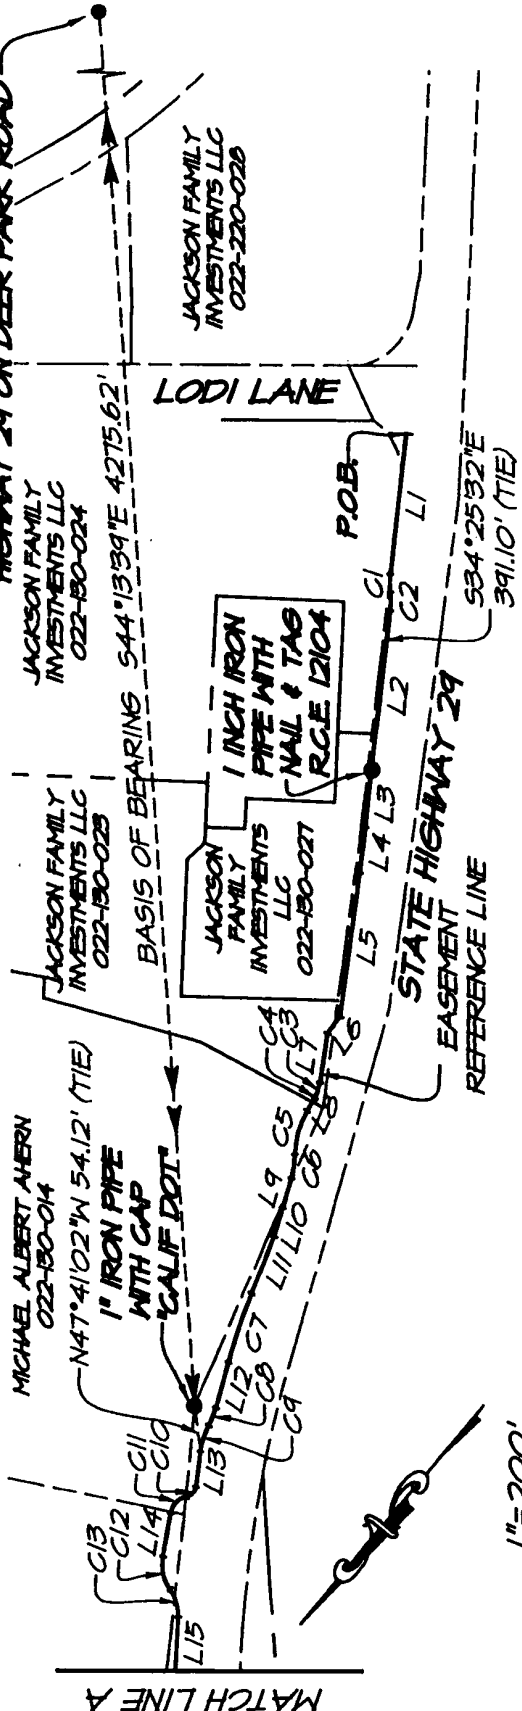 HIGHWAY 29 ON DEER PARK ROAD
JACKSON FAMILY
INVESTMENTS LLC
022-220-028
LODI LANE
JACKSON FAMILY
INVESTMENTS LLC
022-130-024
BASIS OF BEARING S44°13'39"E 4275.62'
P.O.B.
L1
C1
C2
S34°25'32"E
391.10' (TIE)
L2
1 INCH IRON
PIPE WITH
NAIL & TAG
R.C.E. 12104
JACKSON FAMILY
INVESTMENTS LLC
022-130-023
JACKSON
FAMILY
INVESTMENTS
LLC
022-130-027
L3
L4
L5
STATE HIGHWAY 29
EASEMENT
REFERENCE LINE
L6
C4
C3
L7
L8
C5
C6
MICHAEL ALBERT AHERN
022-130-014
N47°41'02"W 54.12' (TIE)
1" IRON PIPE
WITH CAP
"CALIF DOT"
L9
L10
L11
C7
L12
C8
C9
L13
C11
C10
L14
C13
C12
L15
1"=200'
MATCH LINE A